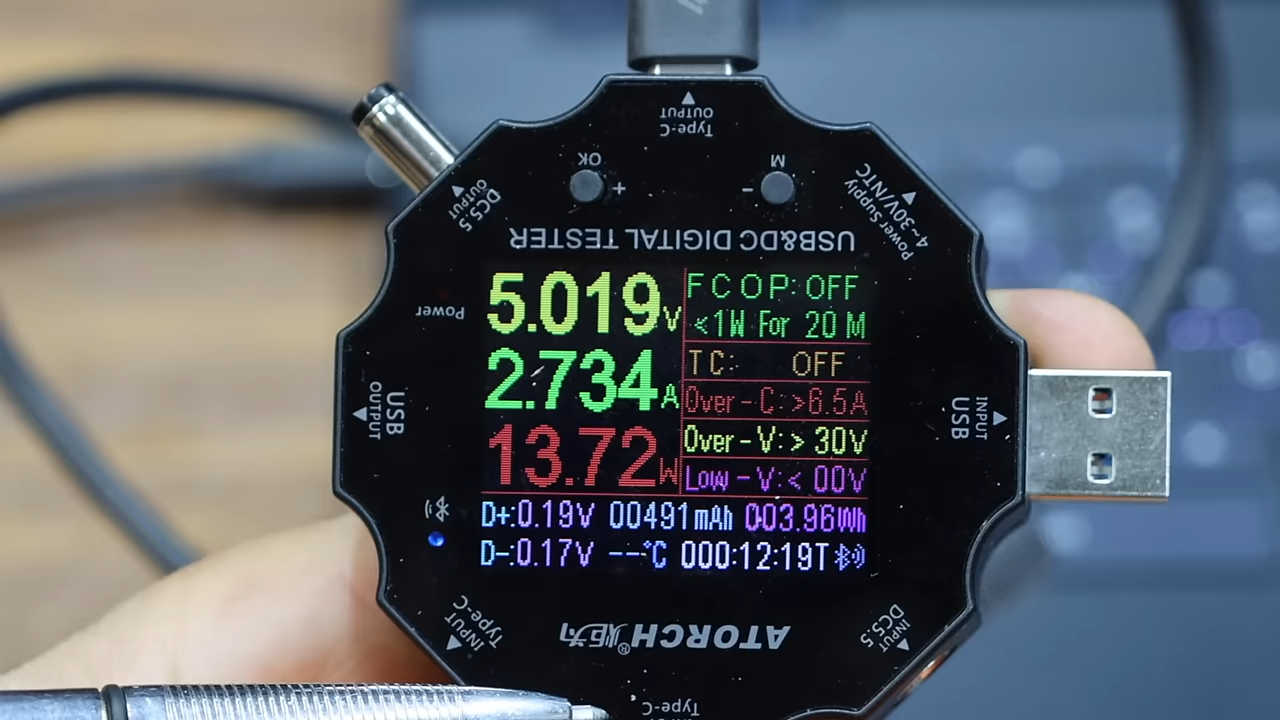 Type-C
OUTPUT
OK
M
+
-
DC5.5
OUTPUT
Power Supply
4~30V/NTC
USB&DC DIGITAL TESTER
5.019V
2.734A
13.72W
FCOP: OFF
<1W For 20 M
TC: OFF
Over-C:>6.5A
Over-V:> 30V
Low-V:< 00V
D+:0.19V 00491mAh 003.96Wh
D-:0.17V --℃ 000:12:19T
Power
USB
OUTPUT
INPUT
USB
INPUT
Type-C
INPUT
DC5.5
ATORCH®炬为
Type-C